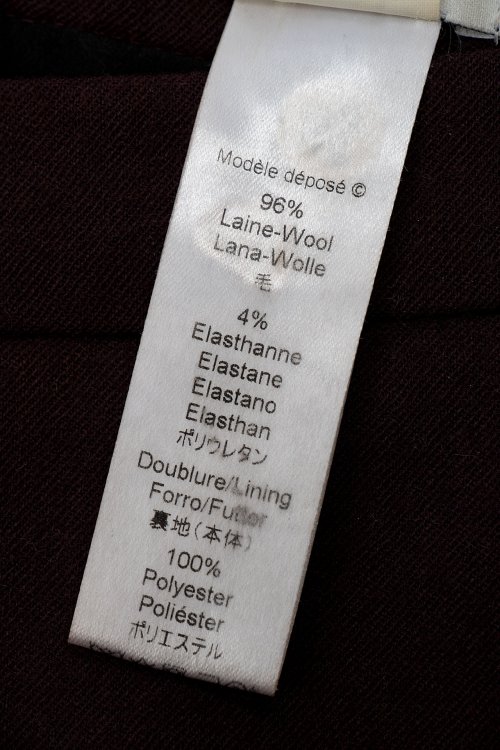 Modèle déposé ©
96%
Laine-Wool
Lana-Wolle
毛
4%
Elasthanne
Elastane
Elastano
Elasthan
ポリウレタン
Doublure/Lining
Forro/Futter
裏地(本体)
100%
Polyester
Poliéster
ポリエステル